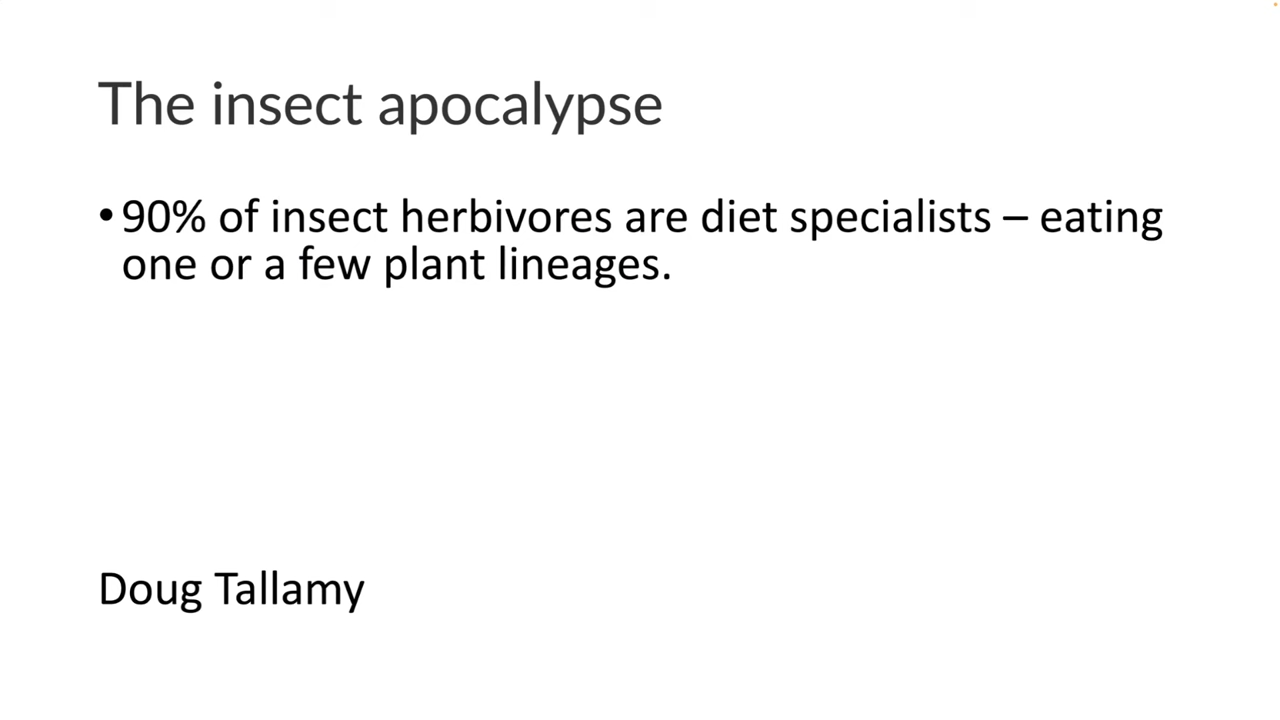 The insect apocalypse
•90% of insect herbivores are diet specialists – eating
one or a few plant lineages.
Doug Tallamy